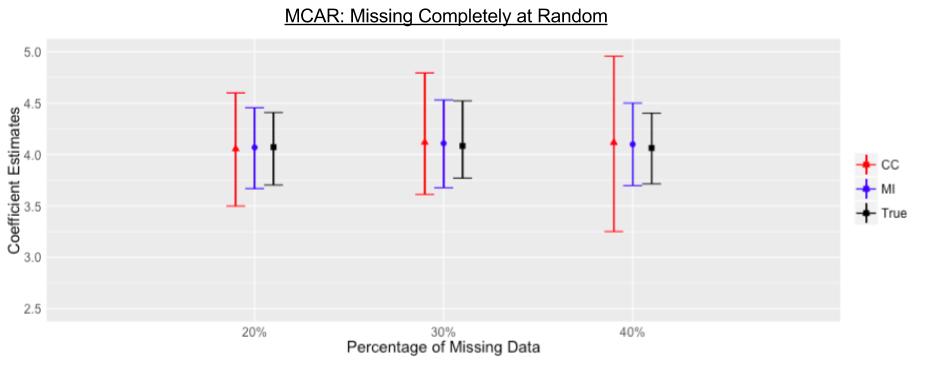 MCAR: Missing Completely at Random
5.0
4.5
4.0
3.5
3.0
2.5
Coefficient Estimates
20%
30%
40%
Percentage of Missing Data
CC
MI
True